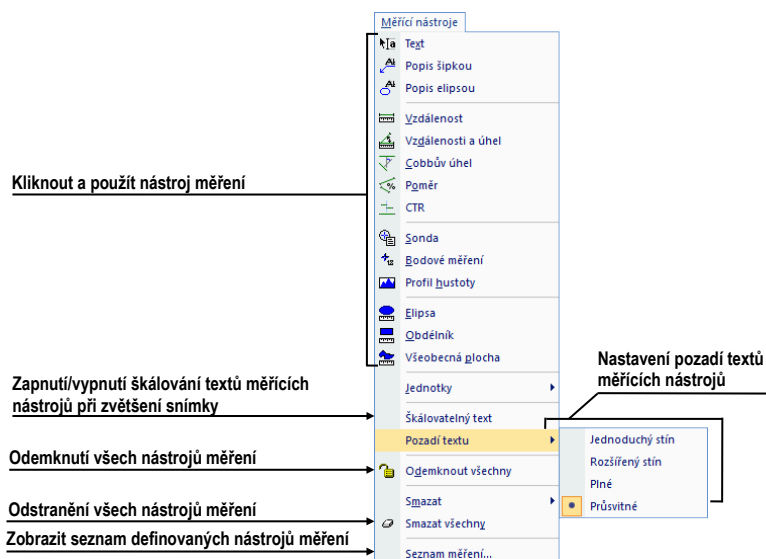 Měřící nástroje
Text
Popis šipkou
Popis elipsou
Vzdálenost
Vzdálenosti a úhel
Cobbův úhel
Poměr
CTR
Sonda
Bodové měření
Profil hustoty
Elipsa
Obdélník
Všeobecná plocha
Jednotky
Škálovatelný text
Pozadí textu
Odemknout všechny
Smazat
Smazat všechny
Seznam měření...
Jednoduchý stín
Rozšířený stín
Plné
Průsvitné
Kliknout a použít nástroj měření
Zapnutí/vypnutí škálování textů měřících
nástrojů při zvětšení snímky
Odemknutí všech nástrojů měření
Odstranění všech nástrojů měření
Zobrazit seznam definovaných nástrojů měření
Nastavení pozadí textů
měřících nástrojů